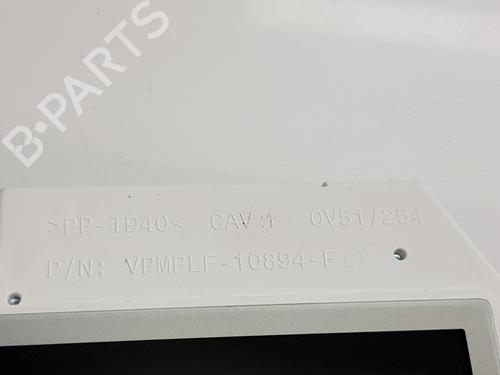 B-PARTS
>PP-TD40< CAV:1 0V51/254
P/N: VPMPLF-10894-FB